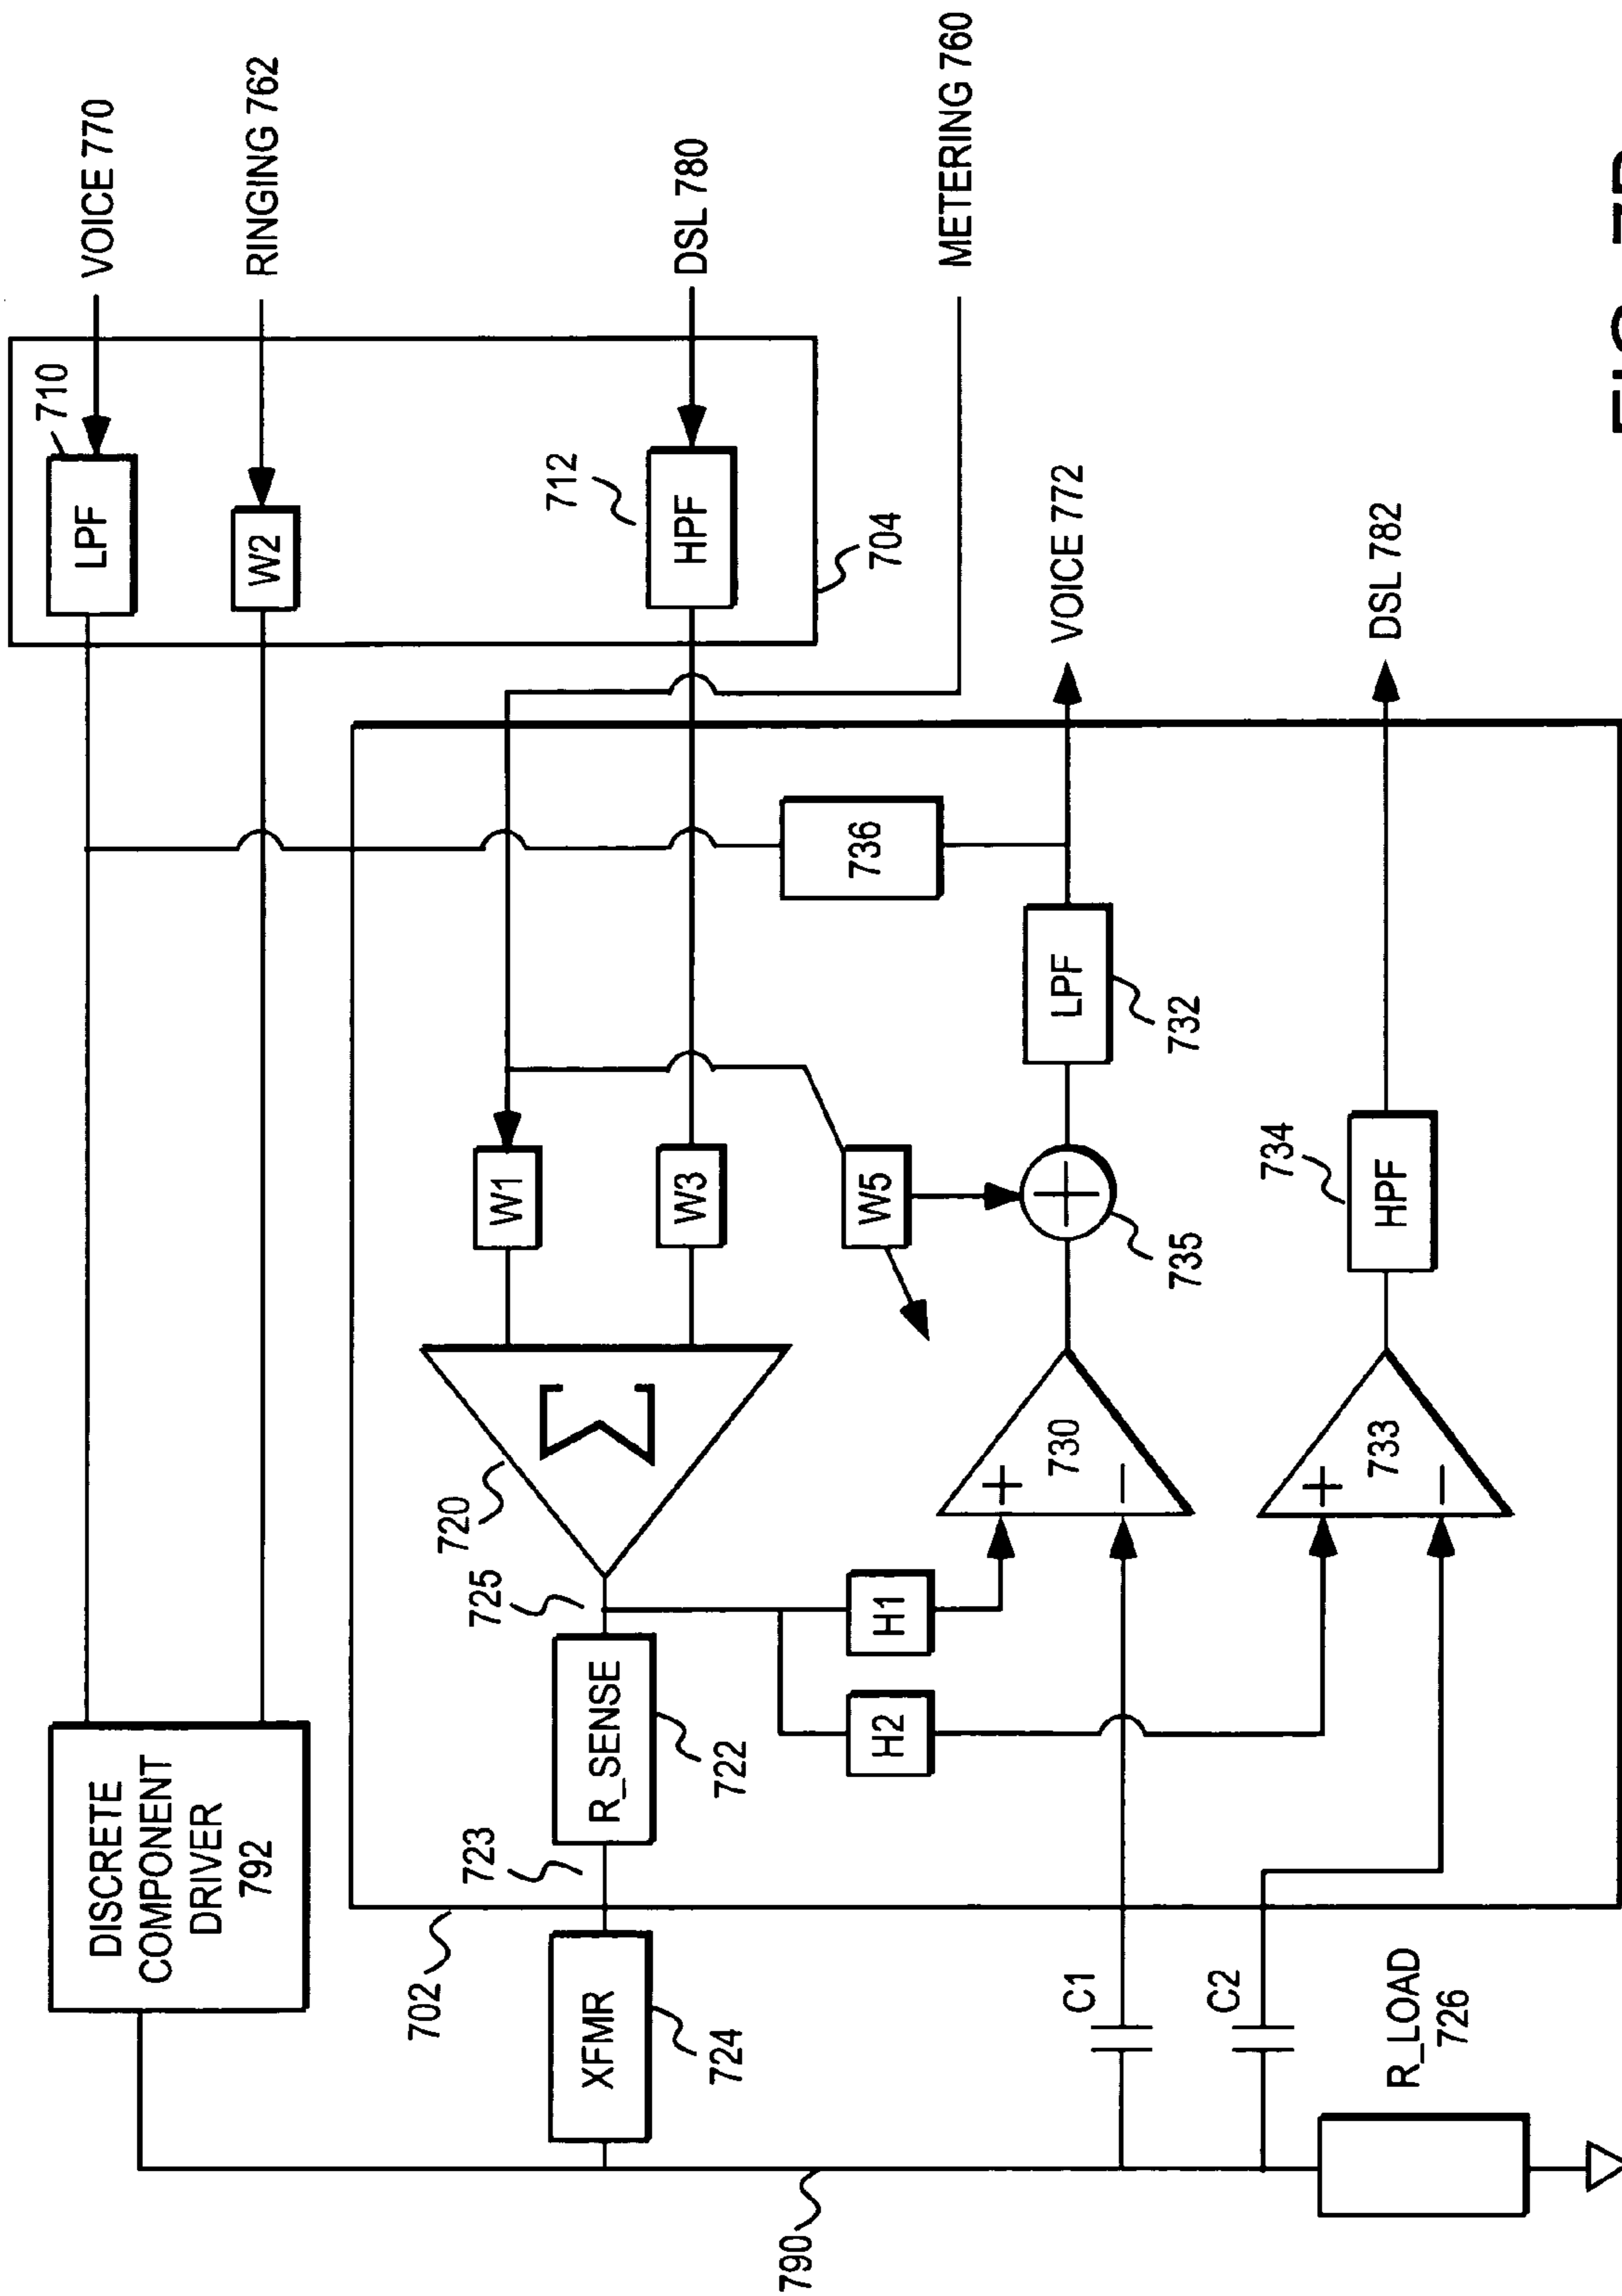 VOICE 770
RINGING 762
DSL 780
METERING 760
710
LPF
W2
712
HPF
704
VOICE 772
DSL 782
736
LPF
732
W1
W3
W5
735
734
HPF
720
Σ
725
+
730
−
+
733
−
H1
H2
R_SENSE
722
723
DISCRETE
COMPONENT
DRIVER
792
702
XFMR
724
C1
C2
R_LOAD
726
790